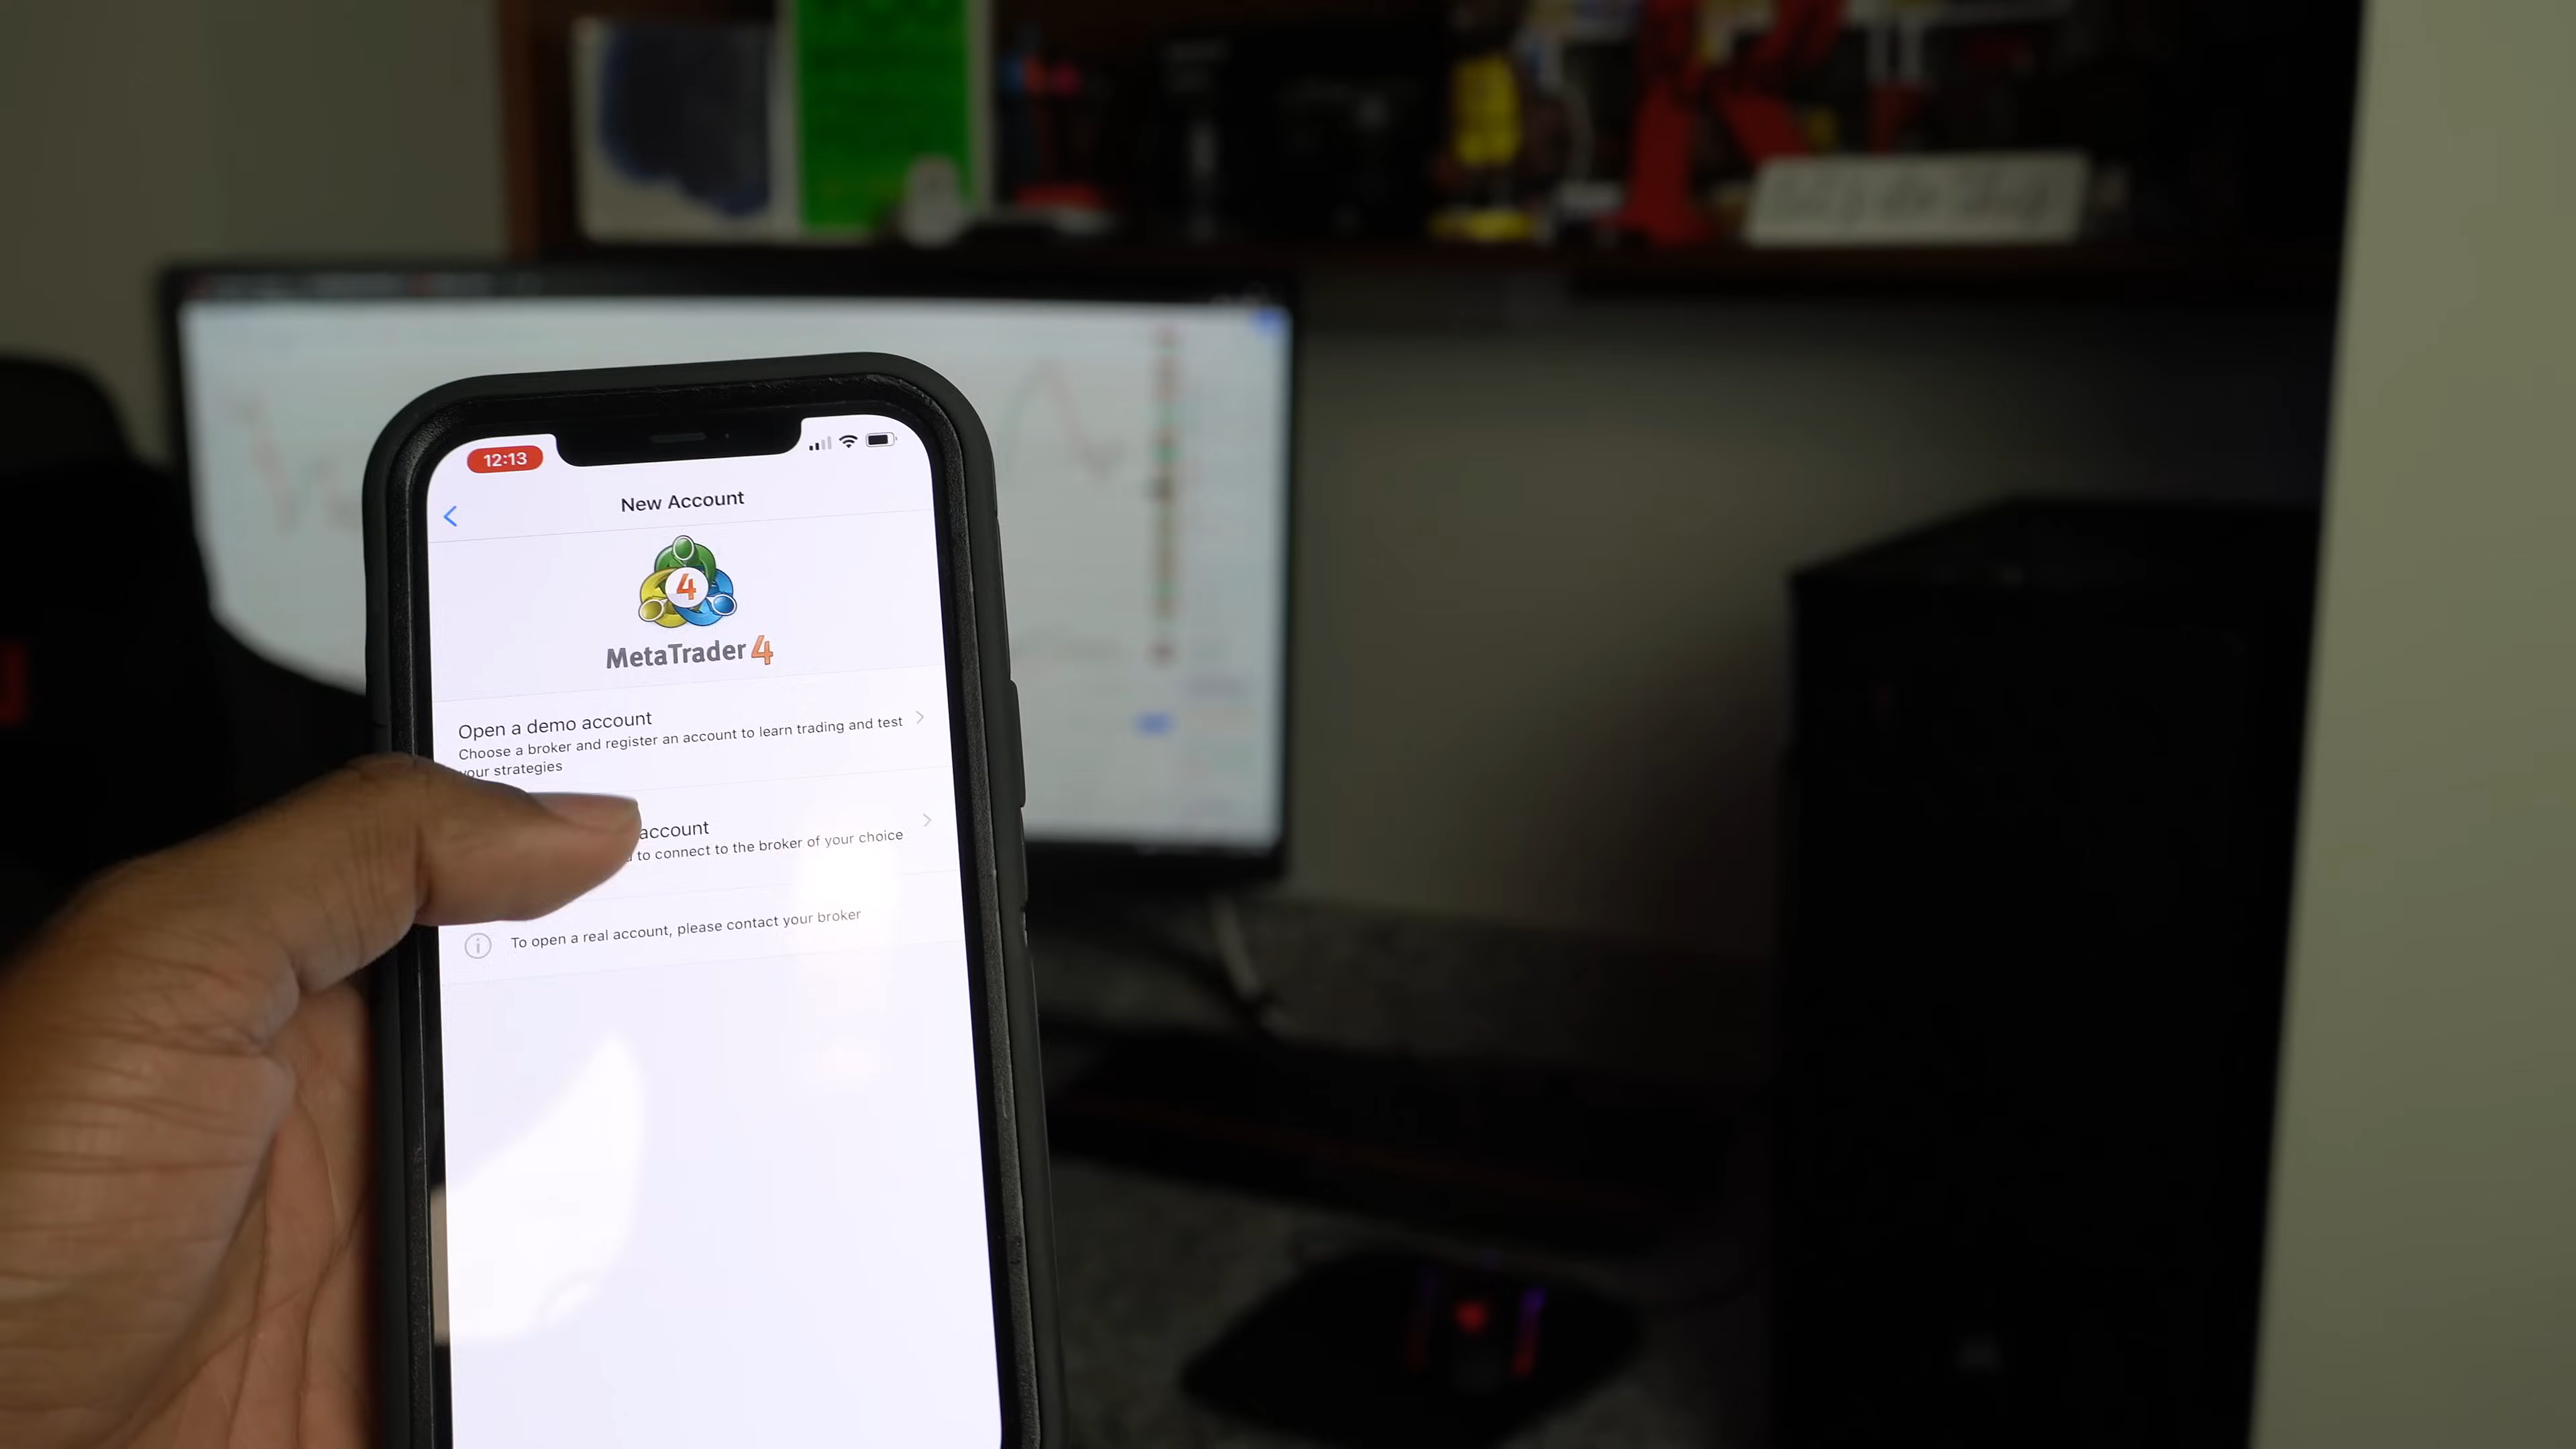 12:13
New Account
4
MetaTrader 4
Open a demo account
Choose a broker and register an account to learn trading and test
your strategies
account
to connect to the broker of your choice
To open a real account, please contact your broker